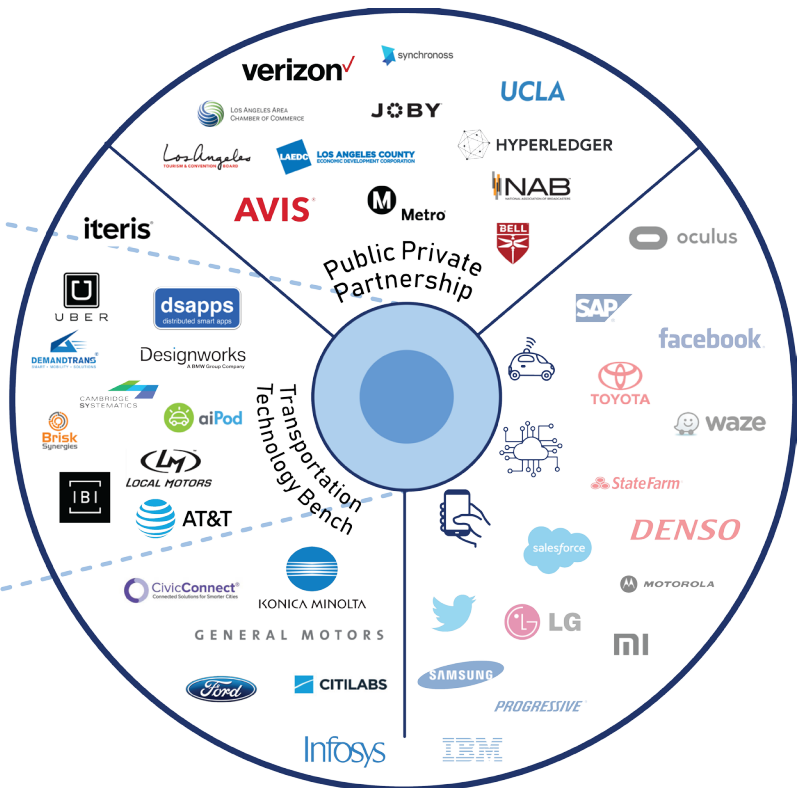 verizon
synchronoss
UCLA
LOS ANGELES AREA
CHAMBER OF COMMERCE
JOBY
HYPERLEDGER
Los Angeles
TOURISM & CONVENTION BOARD
LAEDC LOS ANGELES COUNTY
ECONOMIC DEVELOPMENT CORPORATION
NAB
NATIONAL ASSOCIATION OF BROADCASTERS
AVIS
M Metro
BELL
Public Private
Partnership
iteris
U
UBER
dsapps
distributed smart apps
DEMANDTRANS
SMART • MOBILITY • SOLUTIONS
Designworks
A BMW Group Company
CAMBRIDGE
SYSTEMATICS
aiPod
Brisk
Synergies
LM
LOCAL MOTORS
IBI
AT&T
Transportation
Technology Bench
CivicConnect
Connected Solutions for Smarter Cities
KONICA MINOLTA
GENERAL MOTORS
Ford
CITILABS
Infosys
oculus
SAP
facebook
TOYOTA
waze
StateFarm
DENSO
salesforce
MOTOROLA
LG
MI
SAMSUNG
PROGRESSIVE
IBM